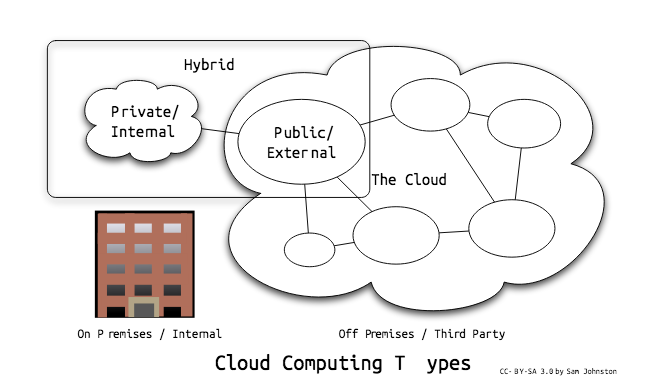 Hybrid
Private/
Internal
Public/
External
The Cloud
On Premises / Internal
Off Premises / Third Party
Cloud Computing T ypes
CC-BY-SA 3.0 by Sam Johnston